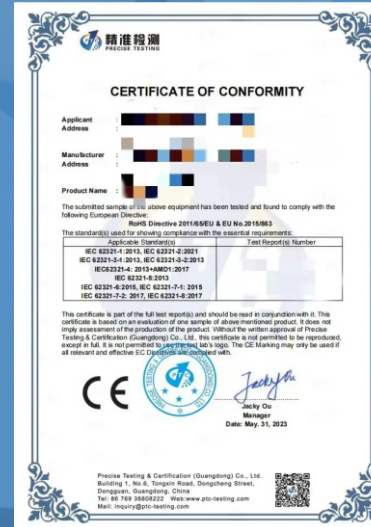 精准检测
PRECISE TESTING
CERTIFICATE OF CONFORMITY
Applicant :
Address :
Manufacturer :
Address :
Product Name :
The submitted sample of the above equipment has been tested and found to comply with the
following European Directive:
RoHS Directive 2011/65/EU & EU No.2015/863
The standard(s) used for showing compliance with the essential requirements:
Applicable Standard(s) Test Report(s) Number
IEC 62321-1:2013, IEC 62321-2:2021
IEC 62321-3-1:2013, IEC 62321-3-2:2013
IEC62321-4: 2013+AMD1:2017
IEC 62321-5:2013
IEC 62321-6:2015, IEC 62321-7-1: 2015
IEC 62321-7-2: 2017, IEC 62321-8:2017
This certificate is part of the full test report(s) and should be read in conjunction with it. This
certificate is based on an evaluation of one sample of above mentioned product. It does not
imply assessment of the production of the product. Without the written approval of Precise
Testing & Certification (Guangdong) Co., Ltd., this certificate is not permitted to be reproduced,
except in full. It is not permitted to use the test lab's logo. The CE Marking may only be used if
all relevant and effective EC Directives are complied with.
CE
Jacky Ou
Jacky Ou
Manager
Date: May. 31, 2023
Precise Testing & Certification (Guangdong) Co., Ltd.
Building 1, No.6, Tongxin Road, Dongcheng Street,
Dongguan, Guangdong, China
Tel: 86 769 38808222 Web:www.ptc-testing.com
Mail: inquiry@ptc-testing.com